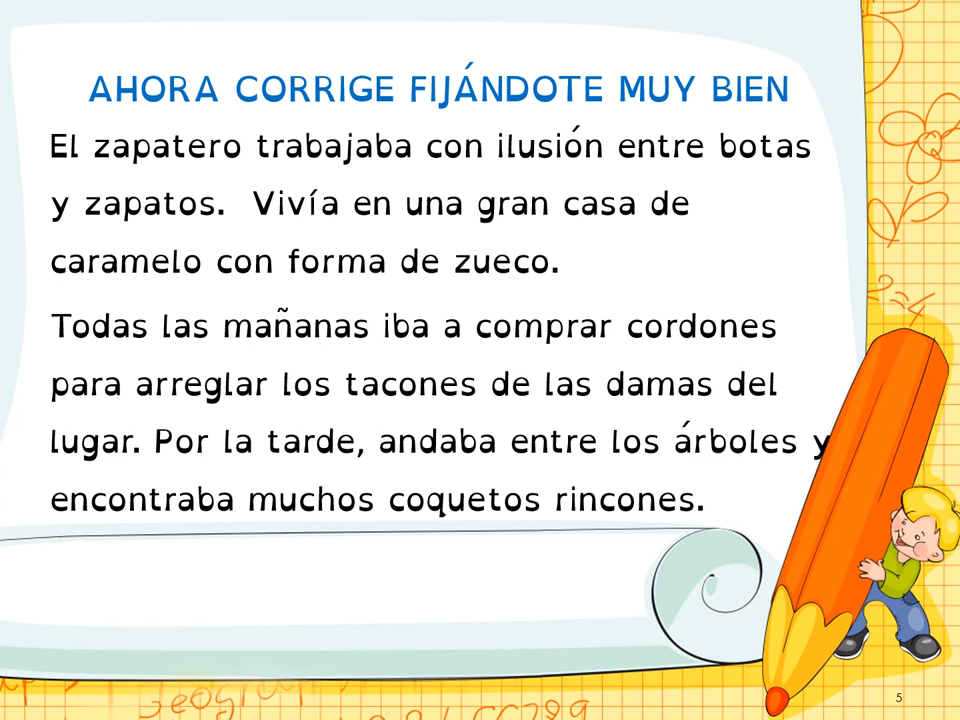 AHORA CORRIGE FIJÁNDOTE MUY BIEN
El zapatero trabajaba con ilusión entre botas
y zapatos.  Vivía en una gran casa de
caramelo con forma de zueco.
Todas las mañanas iba a comprar cordones
para arreglar los tacones de las damas del
lugar. Por la tarde, andaba entre los árboles y
encontraba muchos coquetos rincones.
5